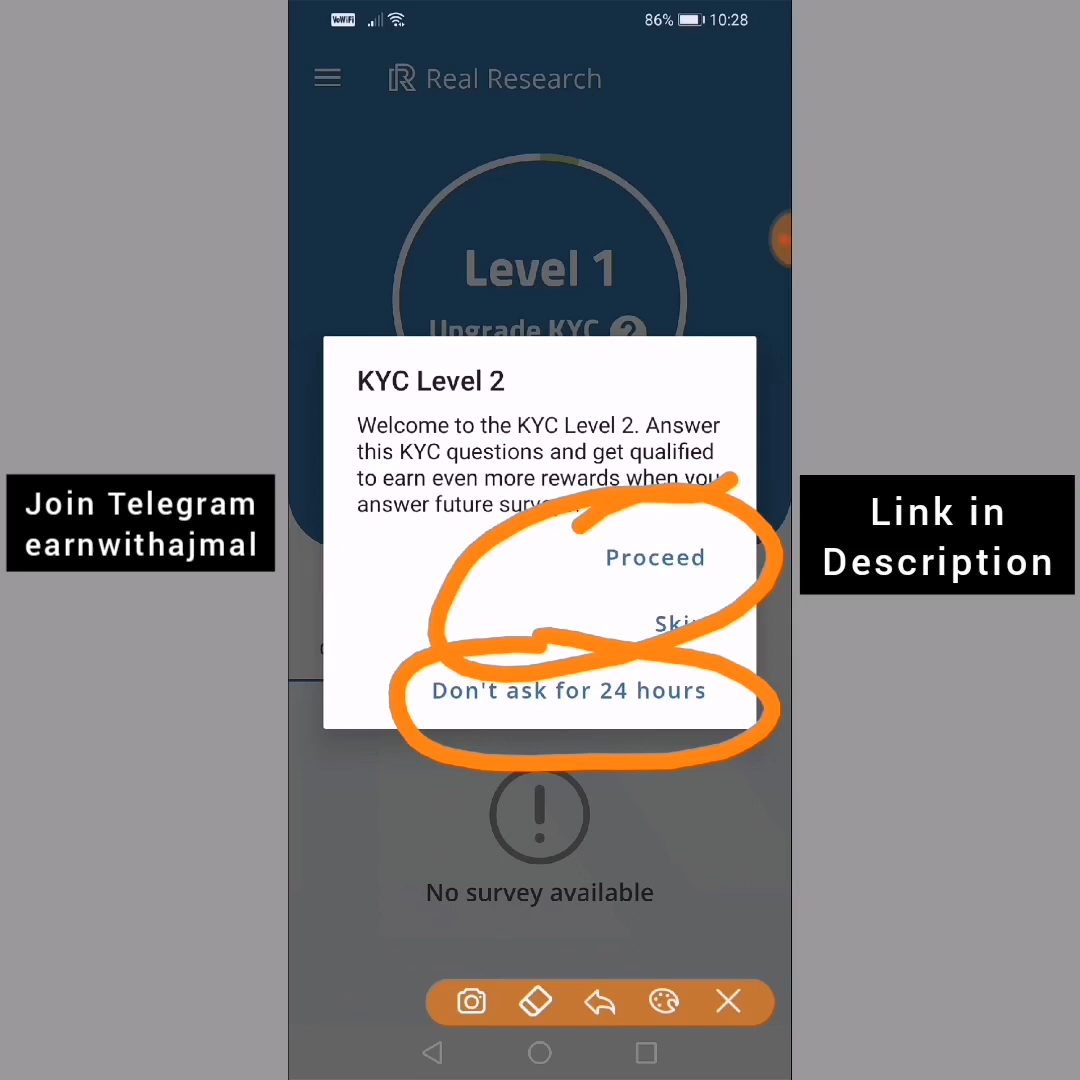 VoWiFi
86% 10:28
Real Research
Level 1
Upgrade KYC ?
KYC Level 2
Welcome to the KYC Level 2. Answer
this KYC questions and get qualified
to earn even more rewards when you
answer future
Proceed
Don't ask for 24 hours
No survey available
Join Telegram
earnwithajmal
Link in
Description